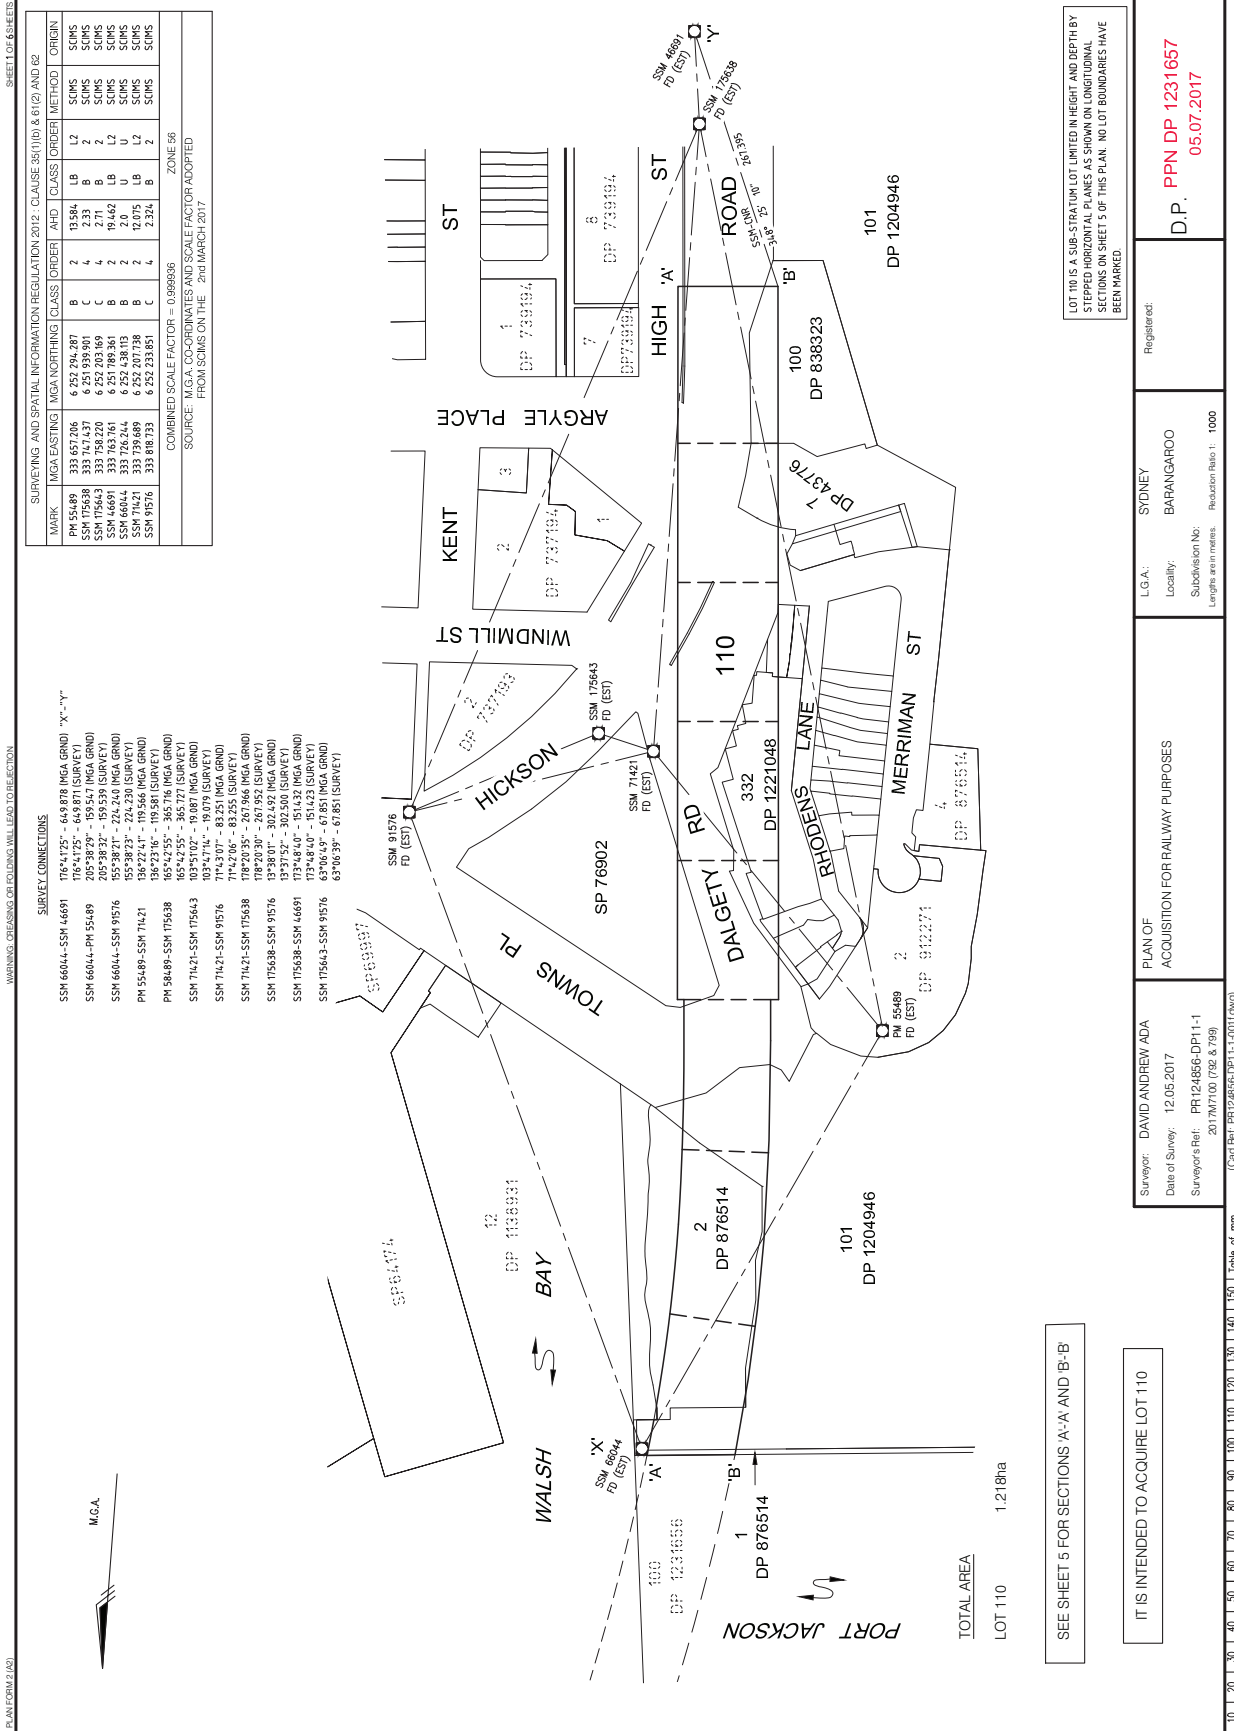 PLAN FORM 2 (A2)
WARNING: CREASING OR FOLDING WILL LEAD TO REJECTION
SHEET 1 OF 6 SHEETS
SURVEYING AND SPATIAL INFORMATION REGULATION 2012 : CLAUSE 35(1)(b) & 61(2) AND 62
MARK MGA EASTING MGA NORTHING CLASS ORDER AHD CLASS ORDER METHOD ORIGIN
PM 55489 333 657.206 6 252 294.287 B 2 13.584 LB L2 SCIMS SCIMS
SSM 175638 333 747.437 6 251 939.901 C 4 2.33 B 2 SCIMS SCIMS
SSM 175643 333 758.220 6 252 203.169 C 4 2.71 B 2 SCIMS SCIMS
SSM 46691 333 763.761 6 251 789.361 B 2 19.462 LB L2 SCIMS SCIMS
SSM 66044 333 726.244 6 252 438.113 B 2 2.0 U U SCIMS SCIMS
SSM 71421 333 739.689 6 252 207.738 B 2 12.075 LB L2 SCIMS SCIMS
SSM 91576 333 818.733 6 252 233.851 C 4 2.324 B 2 SCIMS SCIMS
COMBINED SCALE FACTOR = 0.999936 ZONE 56
SOURCE: M.G.A. CO-ORDINATES AND SCALE FACTOR ADOPTED
FROM SCIMS ON THE 2nd MARCH 2017
SURVEY CONNECTIONS
SSM 66044-SSM 46691 176°41'25" - 649.878 (MGA GRND) "X"-"Y"
176°41'25" - 649.871 (SURVEY)
SSM 66044-PM 55489 205°38'29" - 159.547 (MGA GRND)
205°38'32" - 159.539 (SURVEY)
SSM 66044-SSM 91576 155°38'21" - 224.240 (MGA GRND)
155°38'23" - 224.230 (SURVEY)
PM 55489-SSM 71421 136°22'41" - 119.566 (MGA GRND)
136°23'16" - 119.581 (SURVEY)
PM 58489-SSM 175638 165°42'55" - 365.716 (MGA GRND)
165°42'55" - 365.727 (SURVEY)
SSM 71421-SSM 175643 103°51'02" - 19.087 (MGA GRND)
103°47'14" - 19.079 (SURVEY)
SSM 71421-SSM 91576 71°43'07" - 83.251 (MGA GRND)
71°42'06" - 83.255 (SURVEY)
SSM 71421-SSM 175638 178°20'35" - 267.966 (MGA GRND)
178°20'30" - 267.952 (SURVEY)
SSM 175638-SSM 91576 13°38'01" - 302.492 (MGA GRND)
13°37'52" - 302.500 (SURVEY)
SSM 175638-SSM 46691 173°48'40" - 151.432 (MGA GRND)
173°48'40" - 151.423 (SURVEY)
SSM 175643-SSM 91576 63°06'49" - 67.851 (MGA GRND)
63°06'39" - 67.851 (SURVEY)
M.G.A.
SP64174
SP69997
12
DP 1138931
WALSH BAY
TOWNS PL
SSM 91576
FD (EST)
HICKSON
RD
2
DP 737193
WINDMILL ST
KENT
ST
3
2
1
DP 737194
ARGYLE PLACE
1
DP 739194
8
DP 739194
7
DP739194
HIGH
ST
SSM 46691
FD (EST)
'Y'
SSM 175638
FD (EST)
SSM-CNR 267.395
348° 25' 10"
ROAD
'A'
'B'
101
DP 1204946
100
DP 838323
7
DP 43776
SSM 175643
FD (EST)
SSM 71421
FD (EST)
110
SP 76902
332
DP 1221048
DALGETY
RHODENS
LANE
MERRIMAN
ST
4
DP 876514
2
DP 912271
PM 55489
FD (EST)
2
DP 876514
101
DP 1204946
'X'
SSM 66044
FD (EST)
'A'
'B'
1
DP 876514
100
DP 1231656
PORT JACKSON
TOTAL AREA
LOT 110 1.218ha
SEE SHEET 5 FOR SECTIONS 'A'-'A' AND 'B'-'B'
IT IS INTENDED TO ACQUIRE LOT 110
LOT 110 IS A SUB-STRATUM LOT LIMITED IN HEIGHT AND DEPTH BY
STEPPED HORIZONTAL PLANES AS SHOWN ON LONGITUDINAL
SECTIONS ON SHEET 5 OF THIS PLAN. NO LOT BOUNDARIES HAVE
BEEN MARKED.
Surveyor: DAVID ANDREW ADA
Date of Survey: 12.05.2017
Surveyor's Ref: PR124856-DP11-1
2017M7100 (792 & 799)
(Cad Ref: PR124856-DP11-1-001f.dwg)
PLAN OF
ACQUISITION FOR RAILWAY PURPOSES
L.G.A.: SYDNEY
Locality: BARANGAROO
Subdivision No:
Lengths are in metres. Reduction Ratio 1: 1000
Registered:
D.P. PPN DP 1231657
05.07.2017
10 20 30 40 50 60 70 80 90 100 110 120 130 140 150 Table of mm